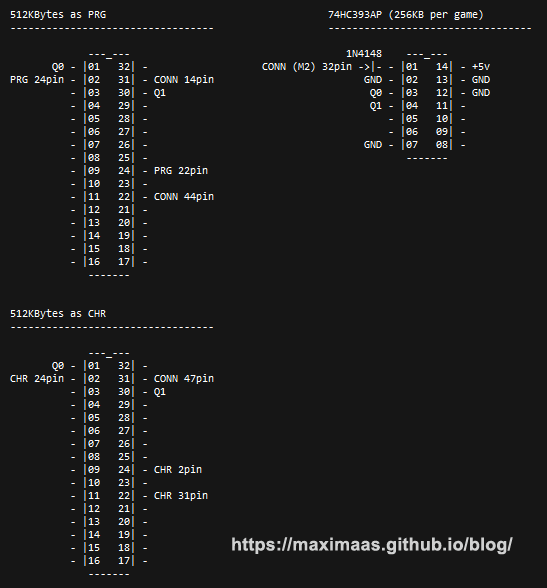 512KBytes as PRG                    74HC393AP (256KB per game)
----------------------------------  ----------------------------------
             ---_---                   1N4148    ---_---
       Q0 - |01   32| -                CONN (M2) 32pin ->|- |01   14| - +5v
PRG 24pin - |02   31| - CONN 14pin     GND - |02   13| - GND
          - |03   30| - Q1             Q0 - |03   12| - GND
          - |04   29| -                Q1 - |04   11| -
          - |05   28| -                - |05   10| -
          - |06   27| -                - |06   09| -
          - |07   26| -                GND - |07   08| -
          - |08   25| -                -------
          - |09   24| - PRG 22pin
          - |10   23| -
          - |11   22| - CONN 44pin
          - |12   21| -
          - |13   20| -
          - |14   19| -
          - |15   18| -
          - |16   17| -
             -------
512KBytes as CHR
----------------------------------
             ---_---
       Q0 - |01   32| -
CHR 24pin - |02   31| - CONN 47pin
          - |03   30| - Q1
          - |04   29| -
          - |05   28| -
          - |06   27| -
          - |07   26| -
          - |08   25| -
          - |09   24| - CHR 2pin
          - |10   23| -
          - |11   22| - CHR 31pin
          - |12   21| -
          - |13   20| -
          - |14   19| -
          - |15   18| -
          - |16   17| -
             -------
https://maximaas.github.io/blog/